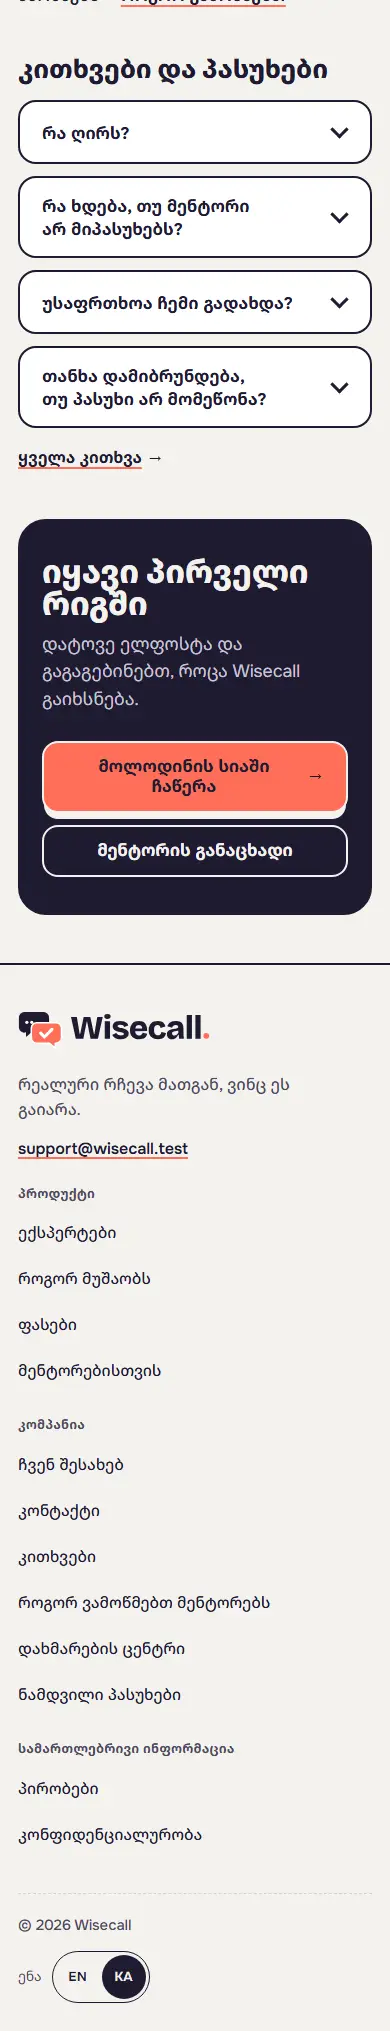 კითხვები და პასუხები
რა ღირს?
რა ხდება, თუ მენტორი
არ მიპასუხებს?
უსაფრთხოა ჩემი გადახდა?
თანხა დამიბრუნდება,
თუ პასუხი არ მომეწონა?
ყველა კითხვა →
იყავი პირველი
რიგში
დატოვე ელფოსტა და
გაგაგებინებთ, როცა Wisecall
გაიხსნება.
მოლოდინის სიაში
ჩაწერა →
მენტორის განაცხადი
Wisecall.
რეალური რჩევა მათგან, ვინც ეს
გაიარა.
support@wisecall.test
პროდუქტი
ექსპერტები
როგორ მუშაობს
ფასები
მენტორებისთვის
კომპანია
ჩვენ შესახებ
კონტაქტი
კითხვები
როგორ ვამოწმებთ მენტორებს
დახმარების ცენტრი
ნამდვილი პასუხები
სამართლებრივი ინფორმაცია
პირობები
კონფიდენციალურობა
© 2026 Wisecall
ენა EN KA